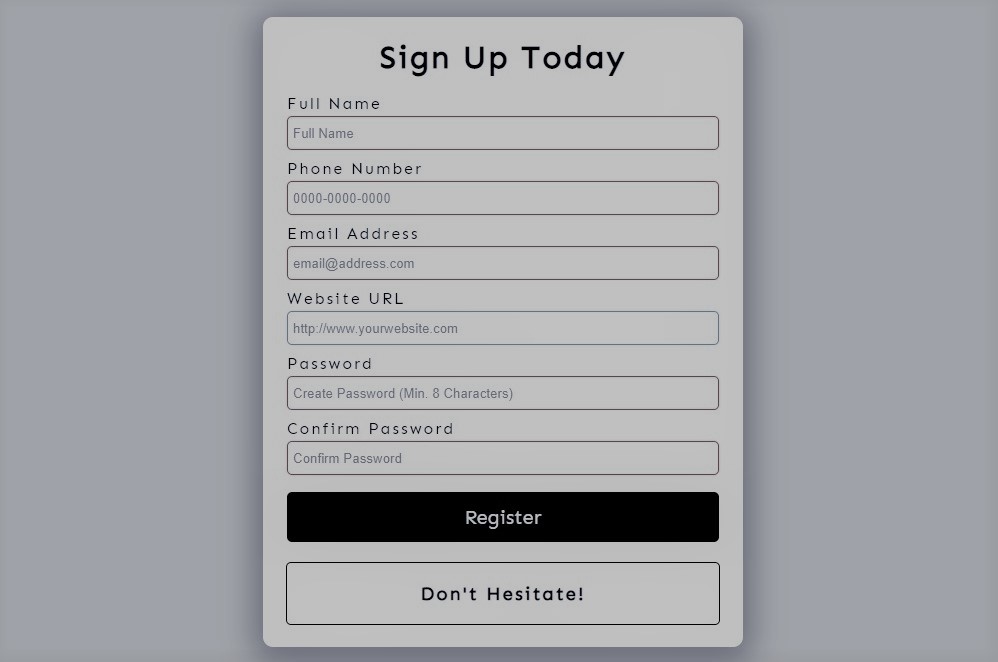 Sign Up Today
Full Name
Full Name
Phone Number
0000-0000-0000
Email Address
email@address.com
Website URL
http://www.yourwebsite.com
Password
Create Password (Min. 8 Characters)
Confirm Password
Confirm Password
Register
Don't Hesitate!